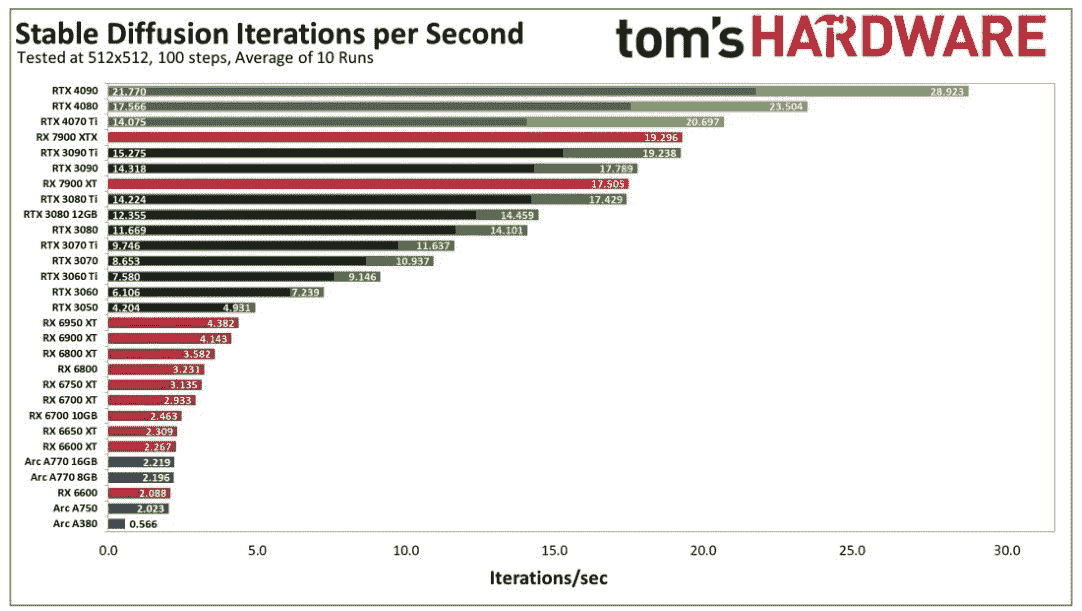 Stable Diffusion Iterations per Second
tom's HARDWARE
Tested at 512x512, 100 steps, Average of 10 Runs
RTX 4090 21.770 28.923
RTX 4080 17.566 23.504
RTX 4070 Ti 14.075 20.697
RX 7900 XTX 19.296
RTX 3090 Ti 15.275 19.238
RTX 3090 14.318 17.789
RX 7900 XT 17.505
RTX 3080 Ti 14.224 17.429
RTX 3080 12GB 12.355 14.459
RTX 3080 11.669 14.101
RTX 3070 Ti 9.746 11.637
RTX 3070 8.653 10.937
RTX 3060 Ti 7.580 9.146
RTX 3060 6.106 7.239
RTX 3050 4.204 4.931
RX 6950 XT 4.382
RX 6900 XT 4.143
RX 6800 XT 3.582
RX 6800 3.231
RX 6750 XT 3.135
RX 6700 XT 2.933
RX 6700 10GB 2.463
RX 6650 XT 2.309
RX 6600 XT 2.267
Arc A770 16GB 2.219
Arc A770 8GB 2.196
RX 6600 2.088
Arc A750 2.023
Arc A380 0.566
0.0 5.0 10.0 15.0 20.0 25.0 30.0
Iterations/sec